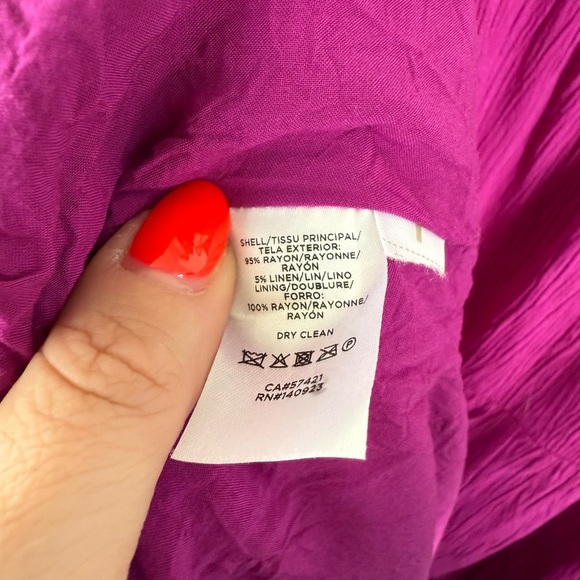 SHELL/TISSU PRINCIPAL/
TELA EXTERIOR:
95% RAYON/RAYONNE/
RAYÓN
5% LINEN/LIN/LINO
LINING/DOUBLURE/
FORRO:
100% RAYON/RAYONNE/
RAYÓN
DRY CLEAN
P
CA#57421
RN#140923